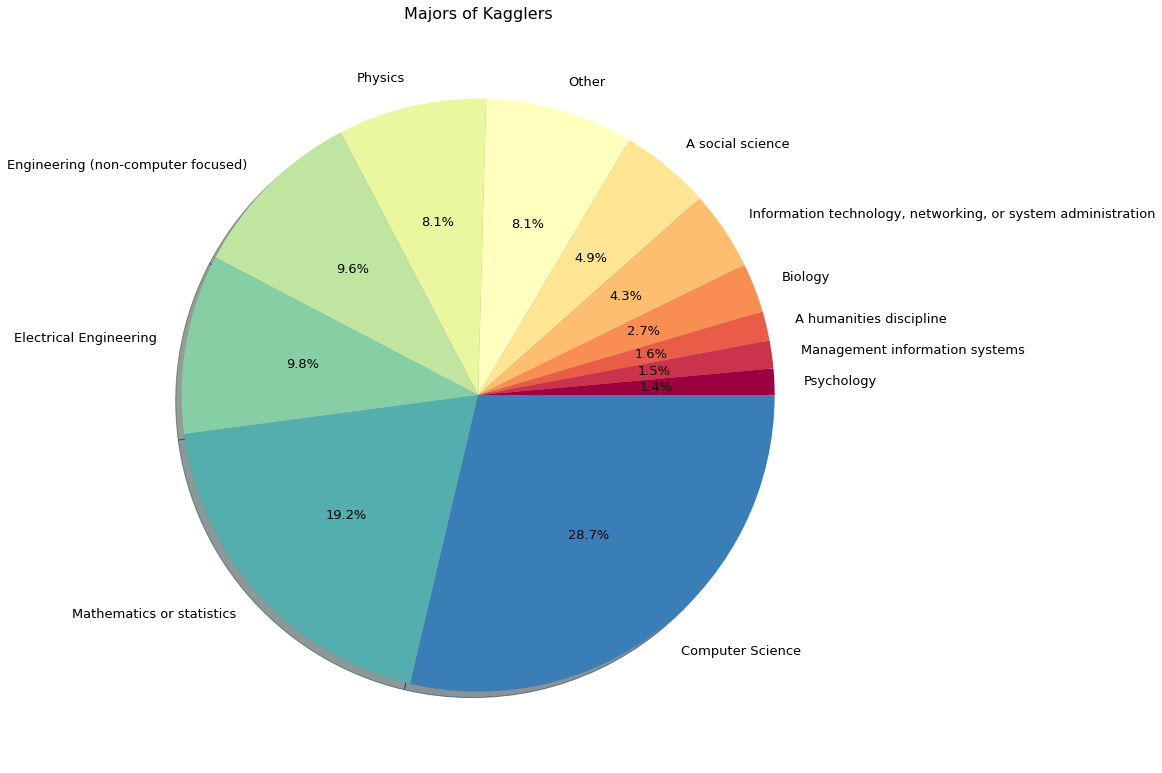 Majors of Kagglers
Physics
Other
A social science
Engineering (non-computer focused)
Information technology, networking, or system administration
8.1%
8.1%
4.9%
9.6%
Biology
4.3%
A humanities discipline
2.7%
Electrical Engineering
Management information systems
1.6%
9.8%
1.5%
Psychology
1.4%
19.2%
28.7%
Mathematics or statistics
Computer Science